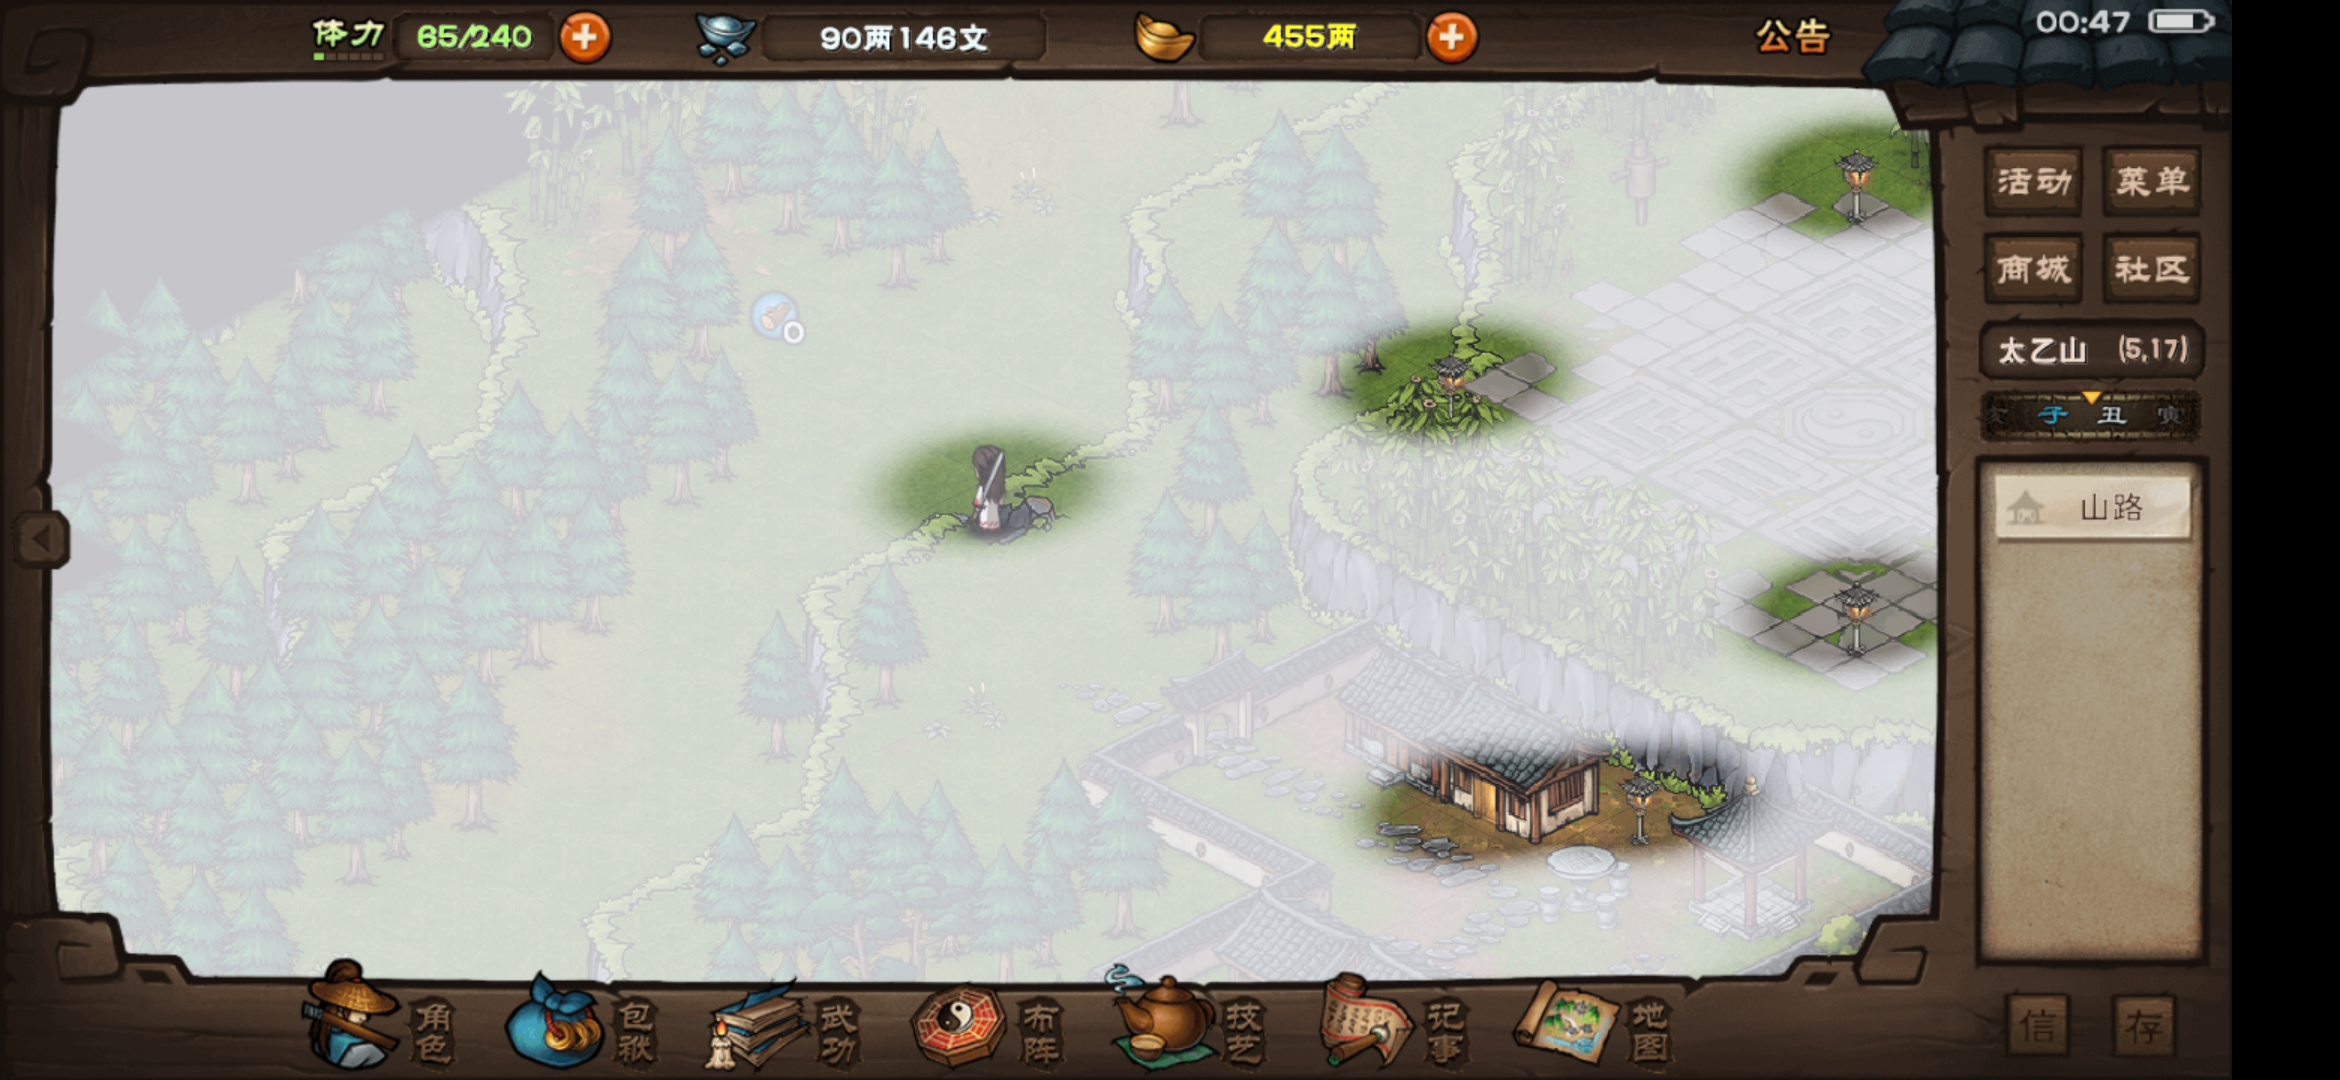 体力 65/240 90两146文 455两 公告 00:47
活动 菜单
商城 社区
太乙山 (5,17)
亥 子 丑 寅
山路
角色 包袱 武功 布阵 技艺 记事 地图 信 存